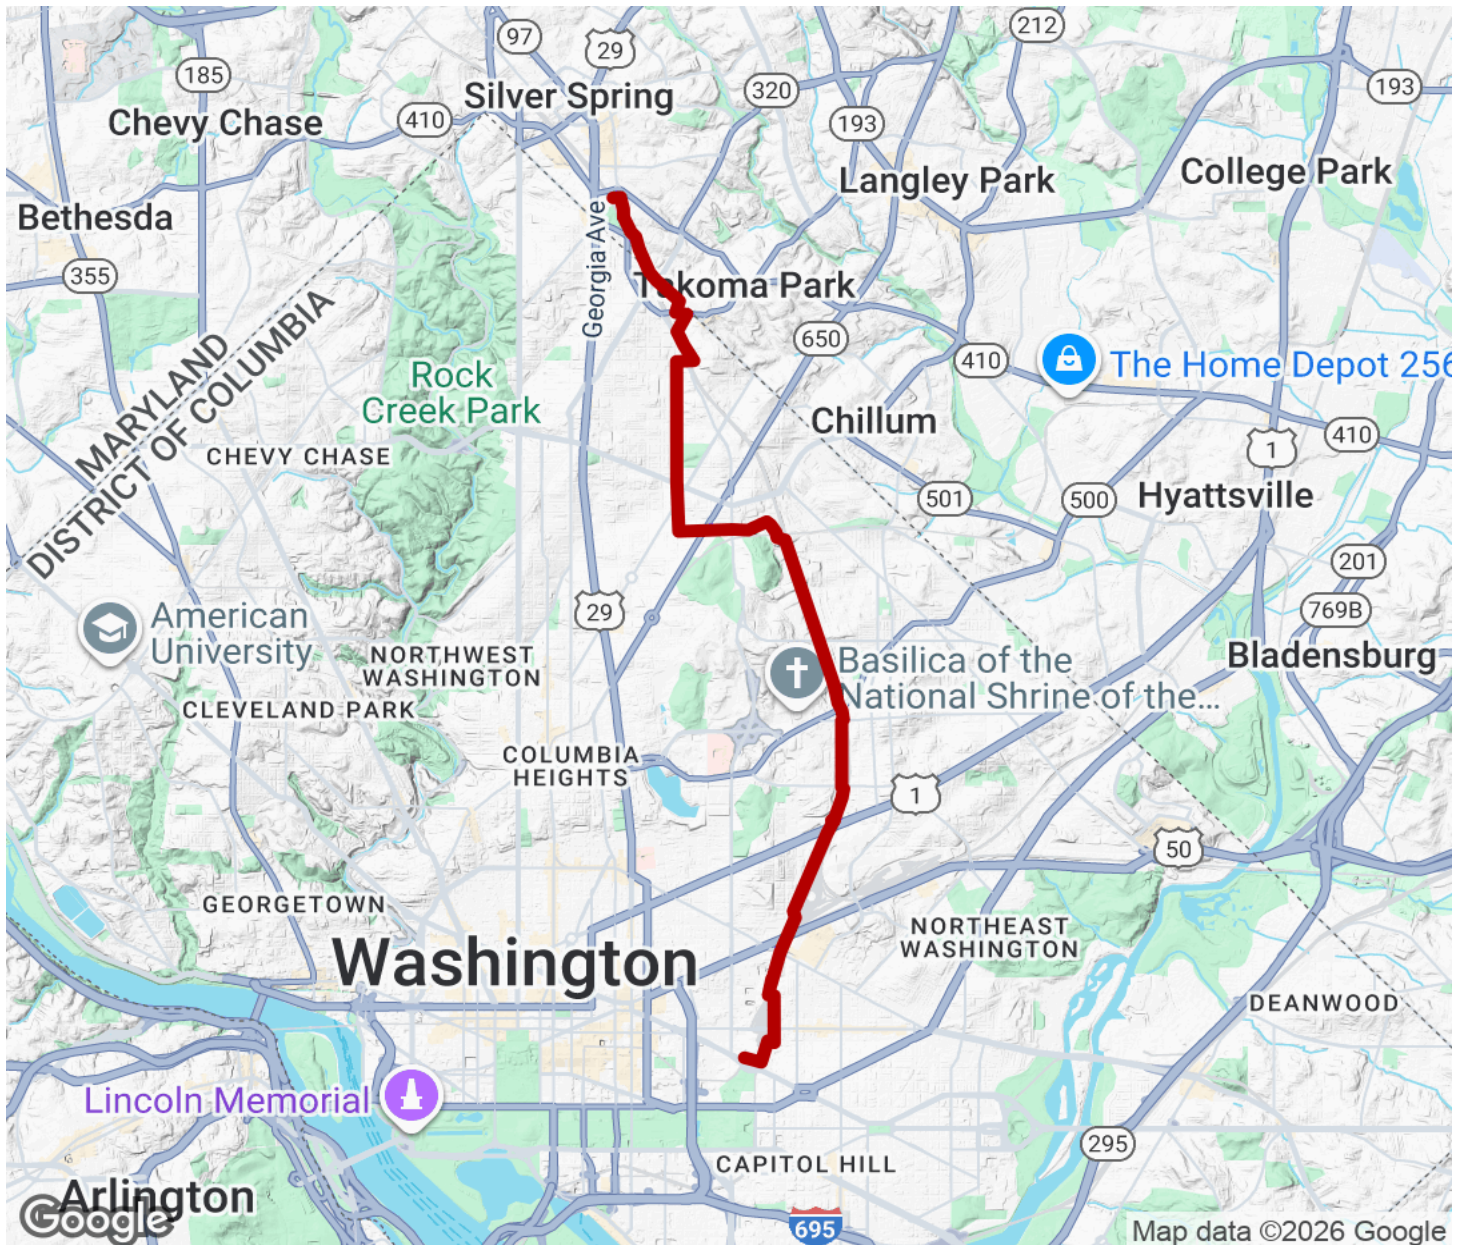 97
29
212
185
Silver Spring
320
193
Chevy Chase
410
193
Langley Park
College Park
Bethesda
Georgia Ave
355
Takoma Park
MARYLAND
DISTRICT OF COLUMBIA
650
410
The Home Depot 256
Rock
Creek Park
Chillum
1
410
CHEVY CHASE
501
500
Hyattsville
201
29
769B
American
University
NORTHWEST
WASHINGTON
Basilica of the
National Shrine of the...
Bladensburg
CLEVELAND PARK
COLUMBIA
HEIGHTS
1
50
GEORGETOWN
NORTHEAST
WASHINGTON
Washington
DEANWOOD
Lincoln Memorial
295
CAPITOL HILL
Arlington
Google
695
Map data ©2026 Google